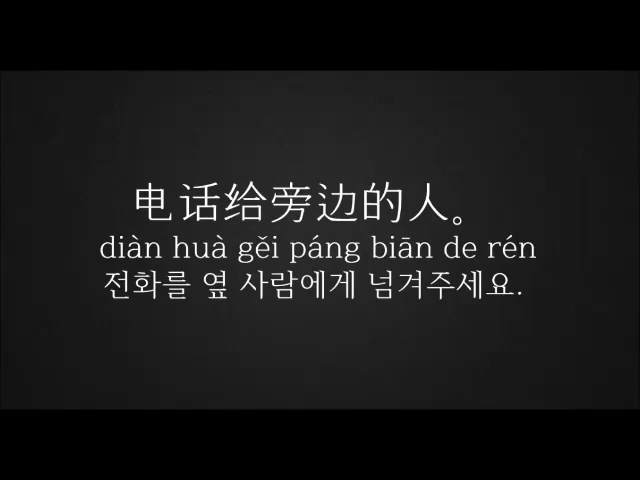 电话给旁边的人。
diàn huà gěi páng biān de rén
전화를 옆 사람에게 넘겨주세요.